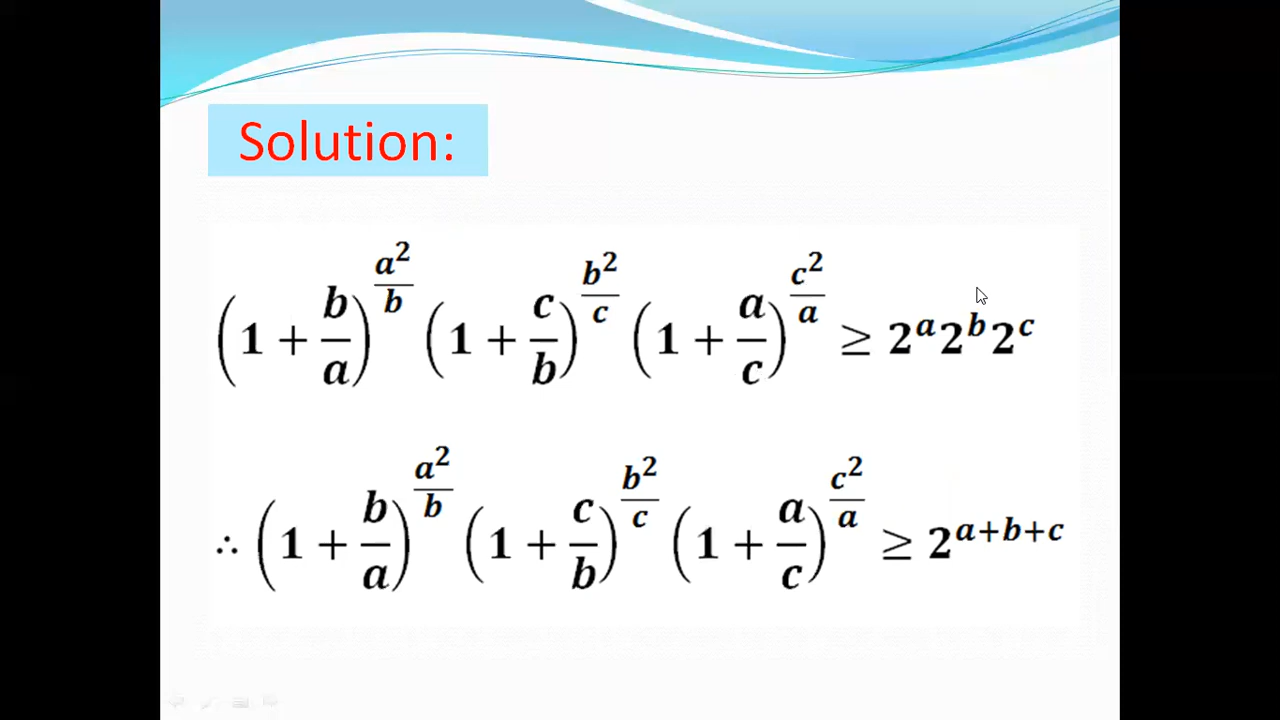 Solution:
(1 + b/a)^(a²/b) (1 + c/b)^(b²/c) (1 + a/c)^(c²/a) ≥ 2^a 2^b 2^c
∴ (1 + b/a)^(a²/b) (1 + c/b)^(b²/c) (1 + a/c)^(c²/a) ≥ 2^(a+b+c)